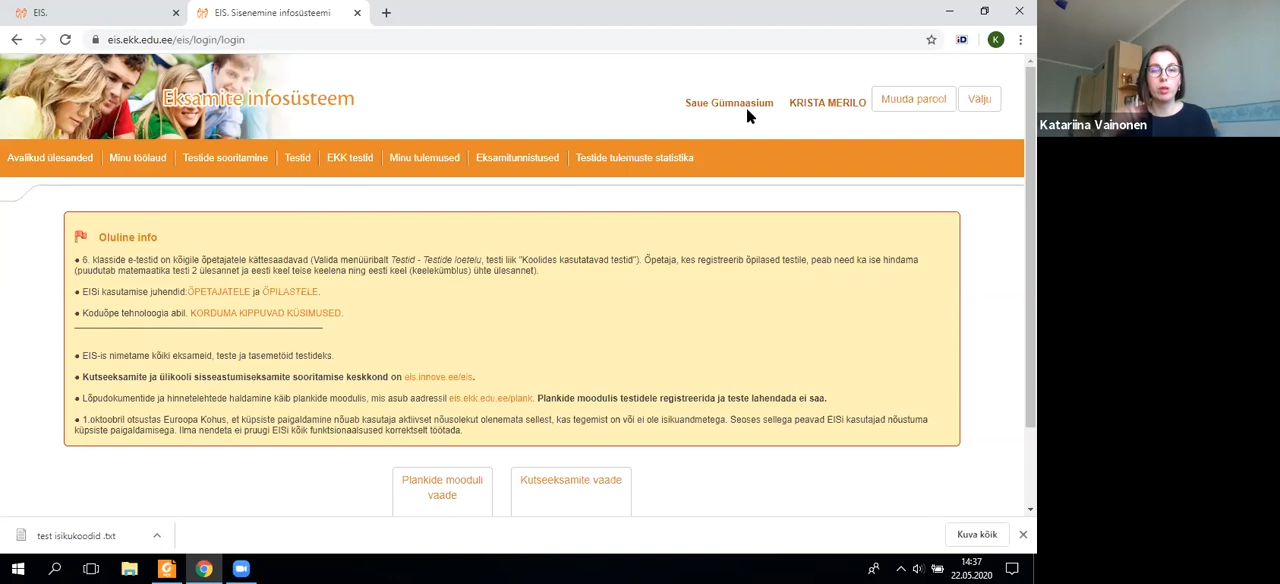 EIS.
EIS. Sisenemine infosüsteemi
eis.ekk.edu.ee/eis/login/login
iD
K
Eksamite infosüsteem
Saue Gümnaasium
KRISTA MERILO
Muuda parool
Välju
Avalikud ülesanded
Minu töölaud
Testide sooritamine
Testid
EKK testid
Minu tulemused
Eksamitunnistused
Testide tulemuste statistika
Oluline info
● 6. klasside e-testid on kõigile õpetajatele kättesaadavad (Valida menüüribalt Testid - Testide loetelu, testi liik "Koolides kasutatavad testid"). Õpetaja, kes registreerib õpilased testile, peab need ka ise hindama
(puudutab matemaatika testi 2 ülesannet ja eesti keel teise keelena ning eesti keel (keelekümblus) ühte ülesannet).
● EISi kasutamise juhendid:ÕPETAJATELE ja ÕPILASTELE.
● Koduõpe tehnoloogia abil. KORDUMA KIPPUVAD KÜSIMUSED.
● EIS-is nimetame kõiki eksameid, teste ja tasemetöid testideks.
● Kutseeksamite ja ülikooli sisseastumiseksamite sooritamise keskkond on eis.innove.ee/eis.
● Lõpudokumentide ja hinnetelehtede haldamine käib plankide moodulis, mis asub aadressil eis.ekk.edu.ee/plank. Plankide moodulis testidele registreerida ja teste lahendada ei saa.
● 1.oktoobril otsustas Euroopa Kohus, et küpsiste paigaldamine nõuab kasutaja aktiivset nõusolekut olenemata sellest, kas tegemist on või ei ole isikuandmetega. Seoses sellega peavad EISi kasutajad nõustuma
küpsiste paigaldamisega. Ilma nendeta ei pruugi EISi kõik funktsionaalsused korrektselt töötada.
Plankide mooduli
vaade
Kutseeksamite vaade
test isikukoodid .txt
Kuva kõik
14:37
22.05.2020
Katariina Vainonen